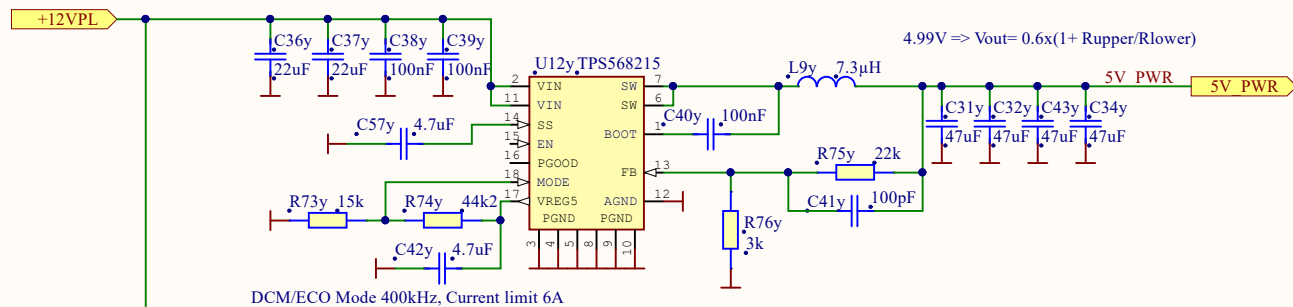 +12VPL
C36y
22uF
C37y
22uF
C38y
100nF
C39y
100nF
U12y TPS568215
2 VIN
11 VIN
14 SS
15 EN
16 PGOOD
18 MODE
17 VREG5
PGND PGND
3 4 5 8 9 10
SW 7
SW 6
BOOT 1
FB 13
AGND 12
C57y 4.7uF
R73y 15k
R74y 44k2
C42y 4.7uF
DCM/ECO Mode 400kHz, Current limit 6A
L9y 7.3µH
C40y 100nF
R75y 22k
C41y 100pF
R76y
3k
4.99V => Vout= 0.6x(1+ Rupper/Rlower)
5V_PWR
5V_PWR
C31y
47uF
C32y
47uF
C43y
47uF
C34y
47uF